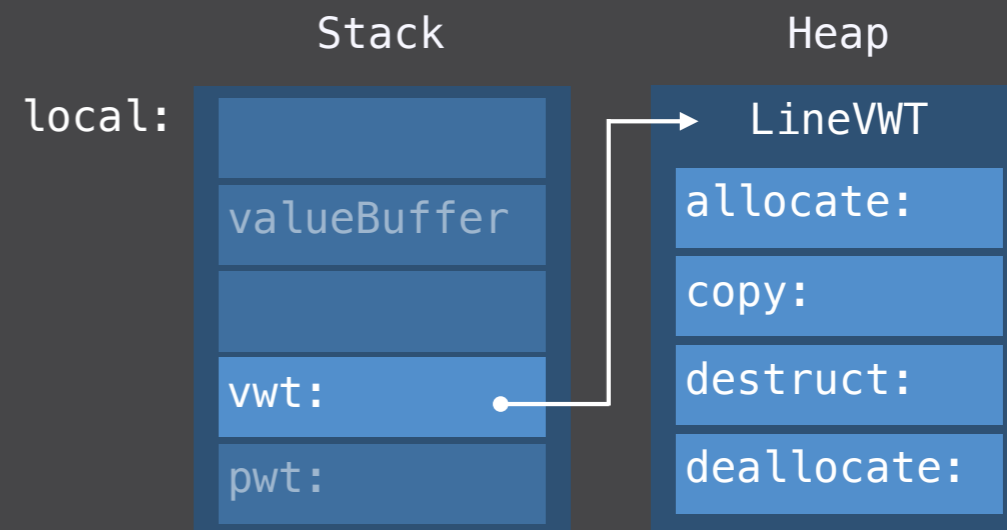 Stack
Heap
local:
LineVWT
valueBuffer
allocate:
copy:
vwt:
destruct:
pwt:
deallocate: